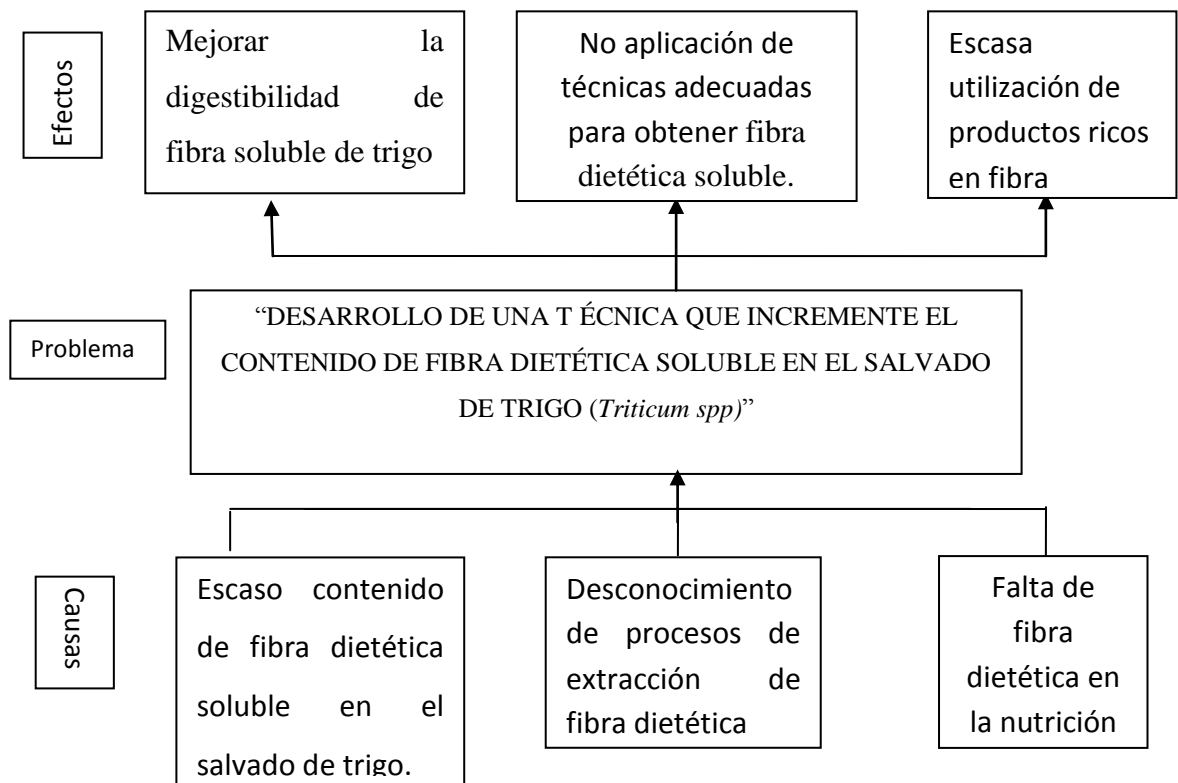 Efectos
Mejorar la
digestibilidad de
fibra soluble de trigo
No aplicación de
técnicas adecuadas
para obtener fibra
dietética soluble.
Escasa
utilización de
productos ricos
en fibra
Problema
“DESARROLLO DE UNA T ÉCNICA QUE INCREMENTE EL
CONTENIDO DE FIBRA DIETÉTICA SOLUBLE EN EL SALVADO
DE TRIGO (Triticum spp)”
Causas
Escaso contenido
de fibra dietética
soluble en el
salvado de trigo.
Desconocimiento
de procesos de
extracción de
fibra dietética
Falta de
fibra
dietética en
la nutrición